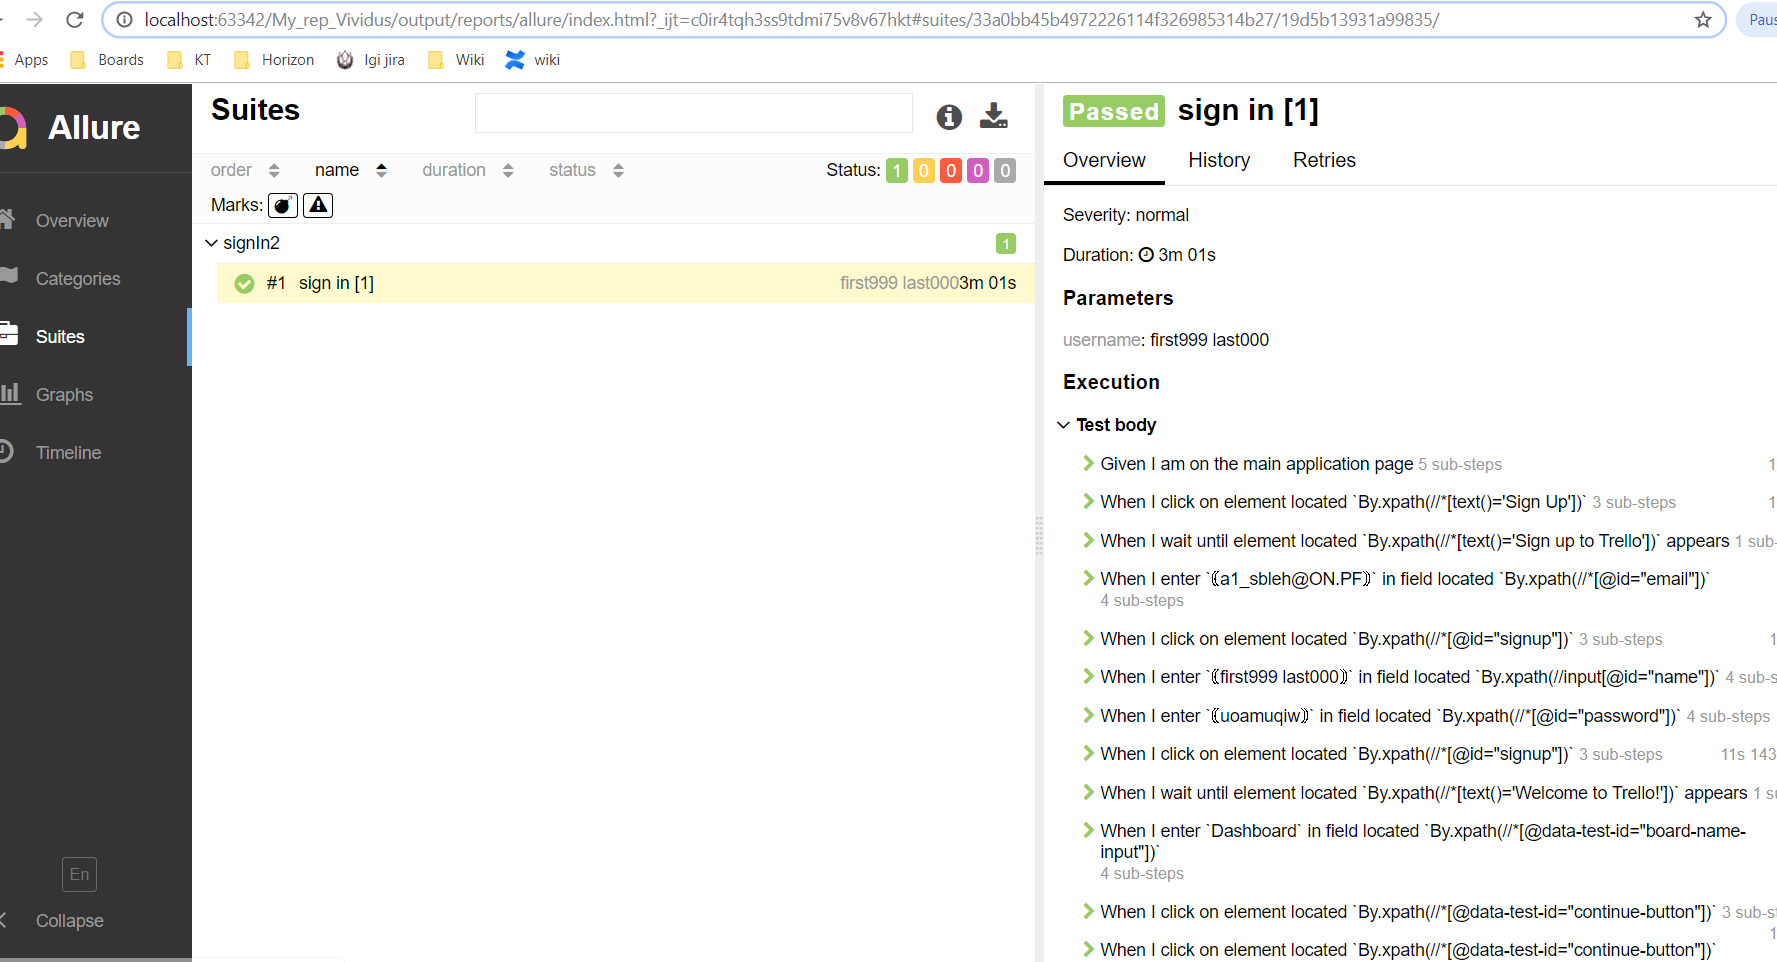 localhost:63342/My_rep_Vividus/output/reports/allure/index.html?_ijt=c0ir4tqh3ss9tdmi75v8v67hkt#suites/33a0bb45b4972226114f326985314b27/19d5b13931a99835/
Paus
Apps Boards KT Horizon Igi jira Wiki wiki
Allure
Overview
Categories
Suites
Graphs
Timeline
En
Collapse
Suites
order name duration status Status: 1 0 0 0 0
Marks:
signIn2 1
#1 sign in [1] first999 last000 3m 01s
Passed sign in [1]
Overview History Retries
Severity: normal
Duration: 3m 01s
Parameters
username: first999 last000
Execution
Test body
Given I am on the main application page 5 sub-steps 1
When I click on element located `By.xpath(//*[text()='Sign Up'])` 3 sub-steps 1
When I wait until element located `By.xpath(//*[text()='Sign up to Trello'])` appears 1 sub-
When I enter `⦅a1_sbleh@ON.PF⦆` in field located `By.xpath(//*[@id="email"])`
4 sub-steps
When I click on element located `By.xpath(//*[@id="signup"])` 3 sub-steps 1
When I enter `⦅first999 last000⦆` in field located `By.xpath(//input[@id="name"])` 4 sub-s
When I enter `⦅uoamuqiw⦆` in field located `By.xpath(//*[@id="password"])` 4 sub-steps
When I click on element located `By.xpath(//*[@id="signup"])` 3 sub-steps 11s 143
When I wait until element located `By.xpath(//*[text()='Welcome to Trello!'])` appears 1 su
When I enter `Dashboard` in field located `By.xpath(//*[@data-test-id="board-name-
input"])`
4 sub-steps
When I click on element located `By.xpath(//*[@data-test-id="continue-button"])` 3 sub-st
1
When I click on element located `By.xpath(//*[@data-test-id="continue-button"])`